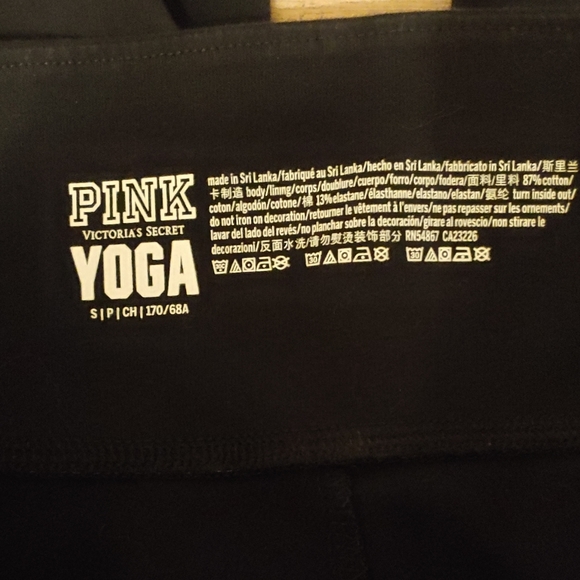 PINK
VICTORIA'S SECRET
YOGA
S | P | CH | 170/68A
made in Sri Lanka/fabriqué au Sri Lanka/hecho en Sri Lanka/fabbricato in Sri Lanka/斯里兰
卡制造 body/lining/corps/doublure/cuerpo/forro/corpo/fodera/面料/里料 87%cotton/
coton/algodón/cotone/棉 13%elastane/élasthanne/elastano/elastan/氨纶 turn inside out/
do not iron on decoration/retourner le vêtement à l'envers/ne pas repasser sur les ornements/
lavar del lado del revés/no planchar sobre la decoración/girare al rovescio/non stirare le
decorazioni/反面水洗/请勿熨烫装饰部分 RN54867 CA23226
30 30